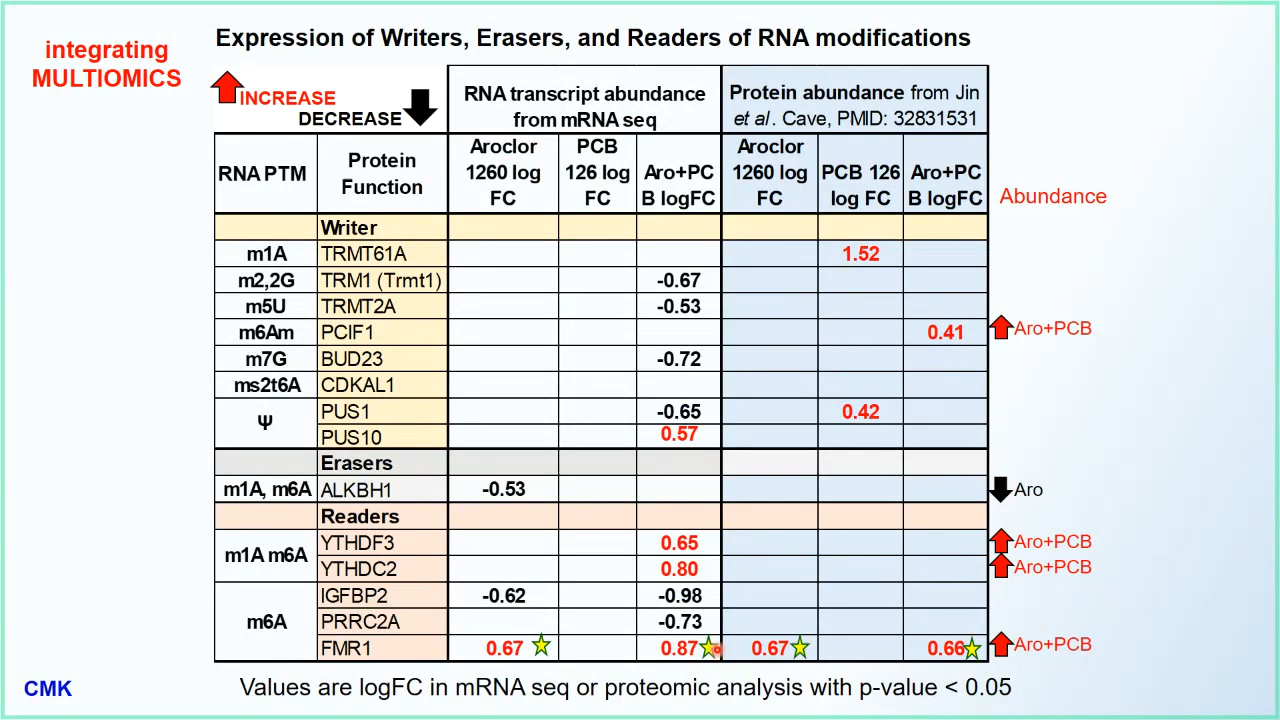 integrating
MULTIOMICS
Expression of Writers, Erasers, and Readers of RNA modifications
INCREASE
DECREASE
RNA transcript abundance
from mRNA seq
Protein abundance from Jin
et al. Cave, PMID: 32831531
RNA PTM
Protein
Function
Aroclor
1260 log
FC
PCB
126 log
FC
Aro+PC
B logFC
Aroclor
1260 log
FC
PCB 126
log FC
Aro+PC
B logFC
Abundance
Writer
m1A TRMT61A 1.52
m2,2G TRM1 (Trmt1) -0.67
m5U TRMT2A -0.53
m6Am PCIF1 0.41 Aro+PCB
m7G BUD23 -0.72
ms2t6A CDKAL1
Ψ PUS1 -0.65 0.42
PUS10 0.57
Erasers
m1A, m6A ALKBH1 -0.53 Aro
Readers
m1A m6A YTHDF3 0.65 Aro+PCB
YTHDC2 0.80 Aro+PCB
m6A IGFBP2 -0.62 -0.98
PRRC2A -0.73
FMR1 0.67 0.87 0.67 0.66 Aro+PCB
CMK
Values are logFC in mRNA seq or proteomic analysis with p-value < 0.05